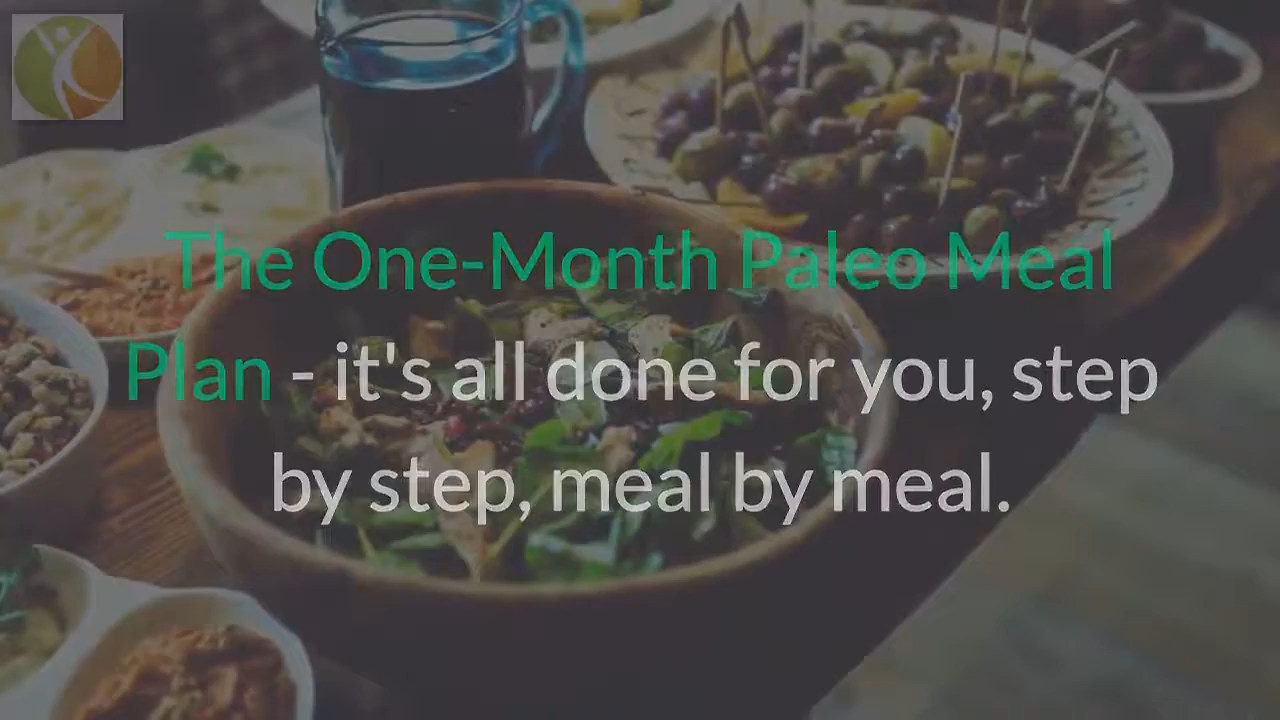 The One-Month Paleo Meal
Plan - it's all done for you, step
by step, meal by meal.